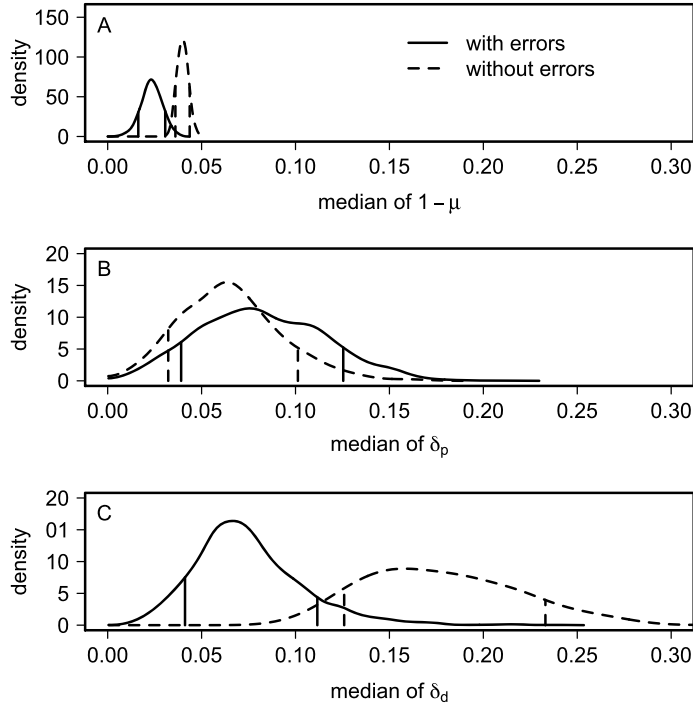 150
A
100
50
0
density
with errors
without errors
0.00 0.05 0.10 0.15 0.20 0.25 0.30
median of 1 − μ
20
B
15
10
5
0
density
0.00 0.05 0.10 0.15 0.20 0.25 0.30
median of δp
20
C
01
10
5
0
density
0.00 0.05 0.10 0.15 0.20 0.25 0.30
median of δd